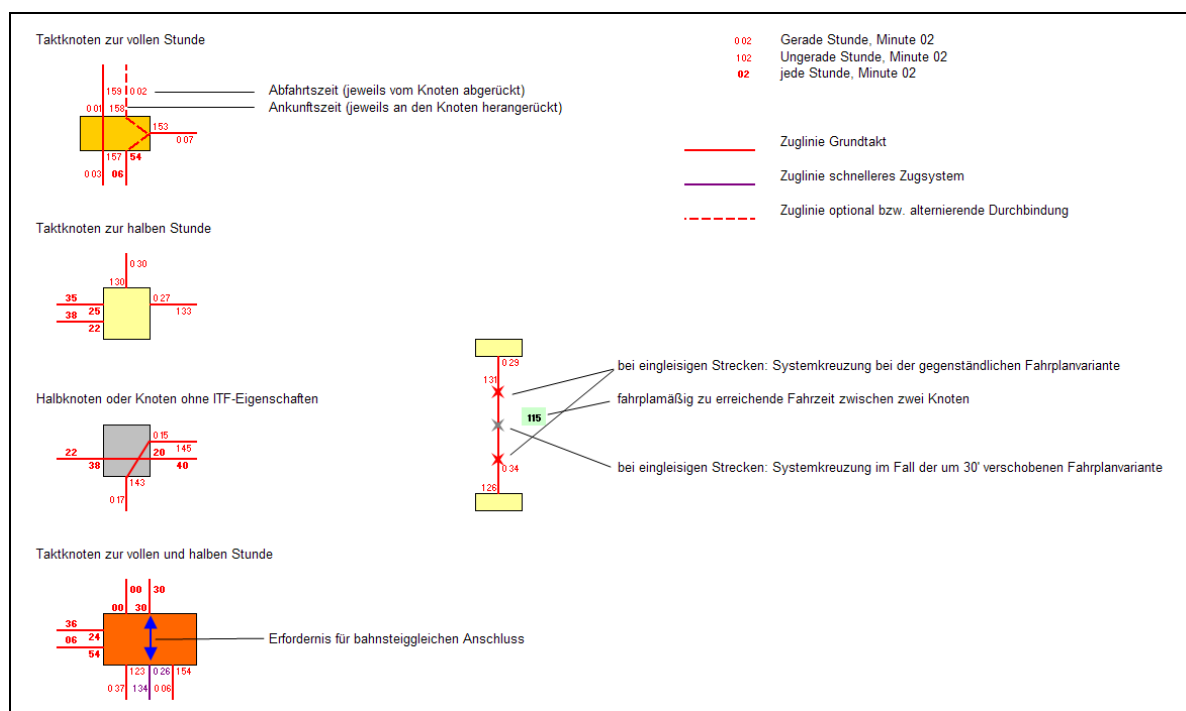 Taktknoten zur vollen Stunde
159 0 02
0 01 158
153
0 07
157 54
0 03 06
Abfahrtszeit (jeweils vom Knoten abgerückt)
Ankunftszeit (jeweils an den Knoten herangerückt)
0 02 Gerade Stunde, Minute 02
1 02 Ungerade Stunde, Minute 02
02 jede Stunde, Minute 02
Zuglinie Grundtakt
Zuglinie schnelleres Zugsystem
Zuglinie optional bzw. alternierende Durchbindung
Taktknoten zur halben Stunde
0 30
130
35 0 27
25 133
38
22
Halbknoten oder Knoten ohne ITF-Eigenschaften
0 15
22 20 145
38 40
143
0 17
0 29
131
115
0 34
126
bei eingleisigen Strecken: Systemkreuzung bei der gegenständlichen Fahrplanvariante
fahrplamäßig zu erreichende Fahrzeit zwischen zwei Knoten
bei eingleisigen Strecken: Systemkreuzung im Fall der um 30' verschobenen Fahrplanvariante
Taktknoten zur vollen und halben Stunde
00 30
00 30
36
24
06
54
123 0 26 154
0 37 134 0 06
Erfordernis für bahnsteiggleichen Anschluss